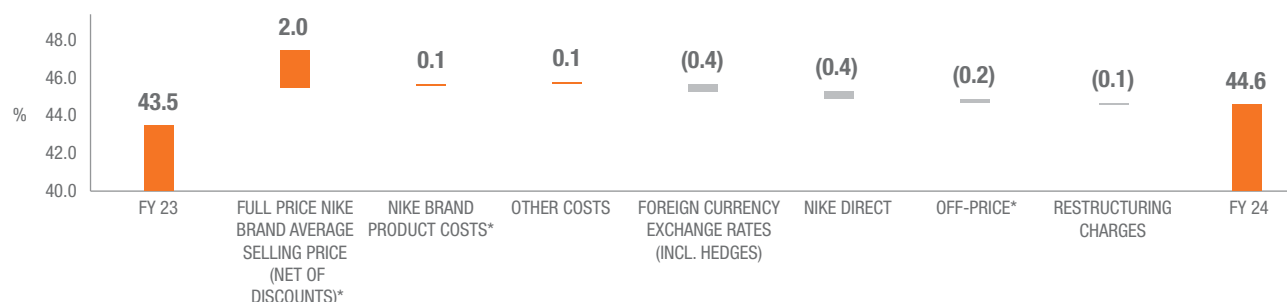 48.0
46.0
44.0
42.0
40.0
%
43.5
2.0
0.1
0.1
(0.4)
(0.4)
(0.2)
(0.1)
44.6
FY 23
FULL PRICE NIKE
BRAND AVERAGE
SELLING PRICE
(NET OF
DISCOUNTS)*
NIKE BRAND
PRODUCT COSTS*
OTHER COSTS
FOREIGN CURRENCY
EXCHANGE RATES
(INCL. HEDGES)
NIKE DIRECT
OFF-PRICE*
RESTRUCTURING
CHARGES
FY 24